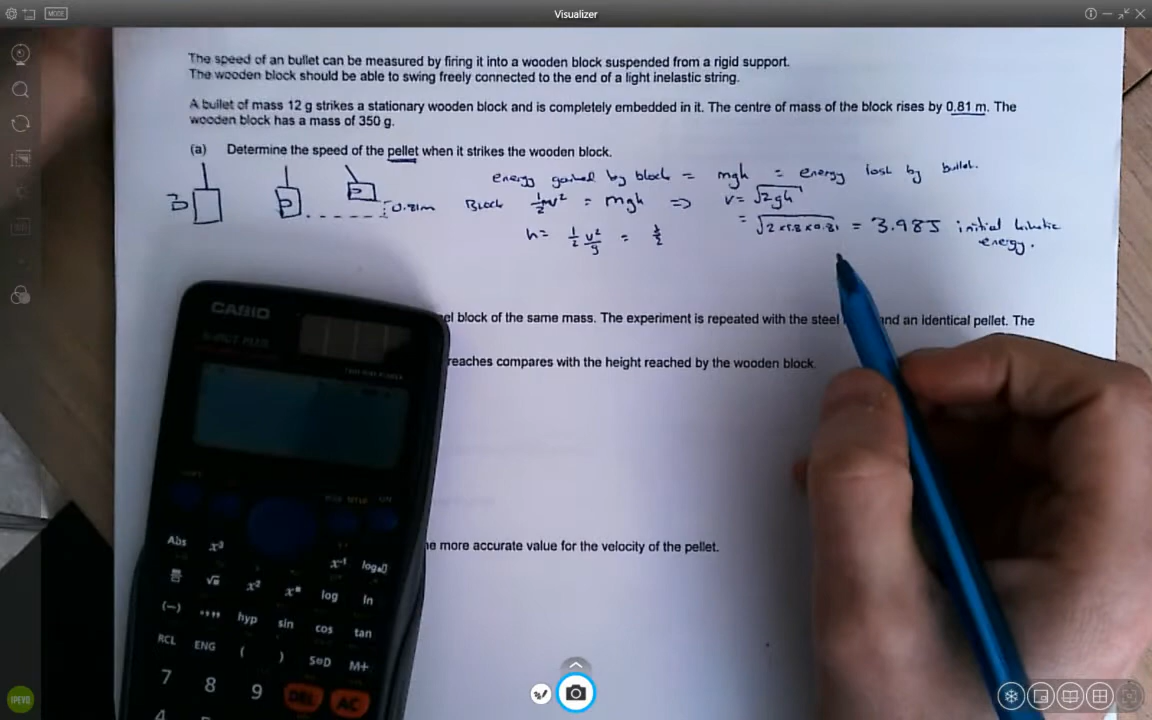 MODE
Visualizer
The speed of an bullet can be measured by firing it into a wooden block suspended from a rigid support.
The wooden block should be able to swing freely connected to the end of a light inelastic string.
A bullet of mass 12 g strikes a stationary wooden block and is completely embedded in it. The centre of mass of the block rises by 0.81 m. The
wooden block has a mass of 350 g.
(a) Determine the speed of the pellet when it strikes the wooden block.
energy gained by block = mgh = energy lost by bullet.
B P P 0.81m Block ½mv² = mgh ⇒ v = √2gh
= √2 × 9.8 × 0.81 = 3.985 initial kinetic
energy.
h = ½ v²/g =
CASIO
el block of the same mass. The experiment is repeated with the steel and an identical pellet. The
reaches compares with the height reached by the wooden block.
e more accurate value for the velocity of the pellet.
Abs x³ x⁻¹ log
√ x² log ln
(−) hyp sin cos tan
RCL ENG ( ) S⇔D M+
7 8 9 DEL AC
4
IPEVO